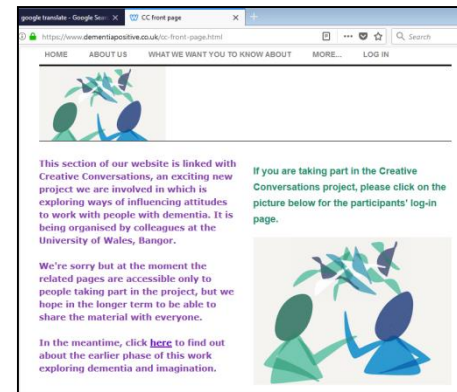 google translate - Google Sear
CC front page
https://www.dementiapositive.co.uk/cc-front-page.html
Search
HOME ABOUT US WHAT WE WANT YOU TO KNOW ABOUT MORE... LOG IN
This section of our website is linked with
Creative Conversations, an exciting new
project we are involved in which is
exploring ways of influencing attitudes
to work with people with dementia. It is
being organised by colleagues at the
University of Wales, Bangor.
We're sorry but at the moment the
related pages are accessible only to
people taking part in the project, but we
hope in the longer term to be able to
share the material with everyone.
In the meantime, click here to find out
about the earlier phase of this work
exploring dementia and imagination.
If you are taking part in the Creative
Conversations project, please click on the
picture below for the participants' log-in
page.